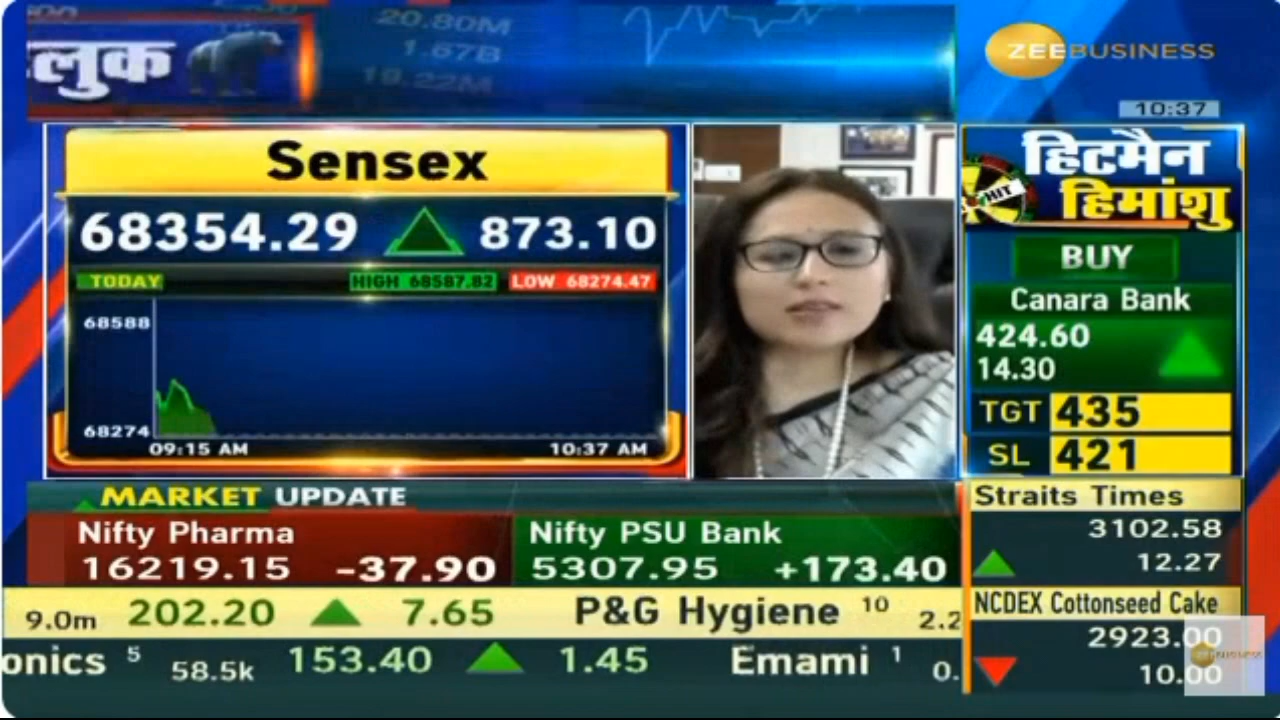 लुक
20.80M
1.67B
19.22M
ZEEBUSINESS
10:37
Sensex
68354.29 873.10
TODAY HIGH 68587.82 LOW 68274.47
68588
68274
09:15 AM 10:37 AM
हिटमैन
HIT
हिमांशु
BUY
Canara Bank
424.60
14.30
TGT 435
SL 421
MARKET UPDATE
Nifty Pharma
16219.15 -37.90
Nifty PSU Bank
5307.95 +173.40
Straits Times
3102.58
12.27
NCDEX Cottonseed Cake
2923.00
10.00
ZEEBUSINESS
9.0m 202.20 7.65 P&G Hygiene 10 2.2
onics 5 58.5k 153.40 1.45 Emami 1 0.